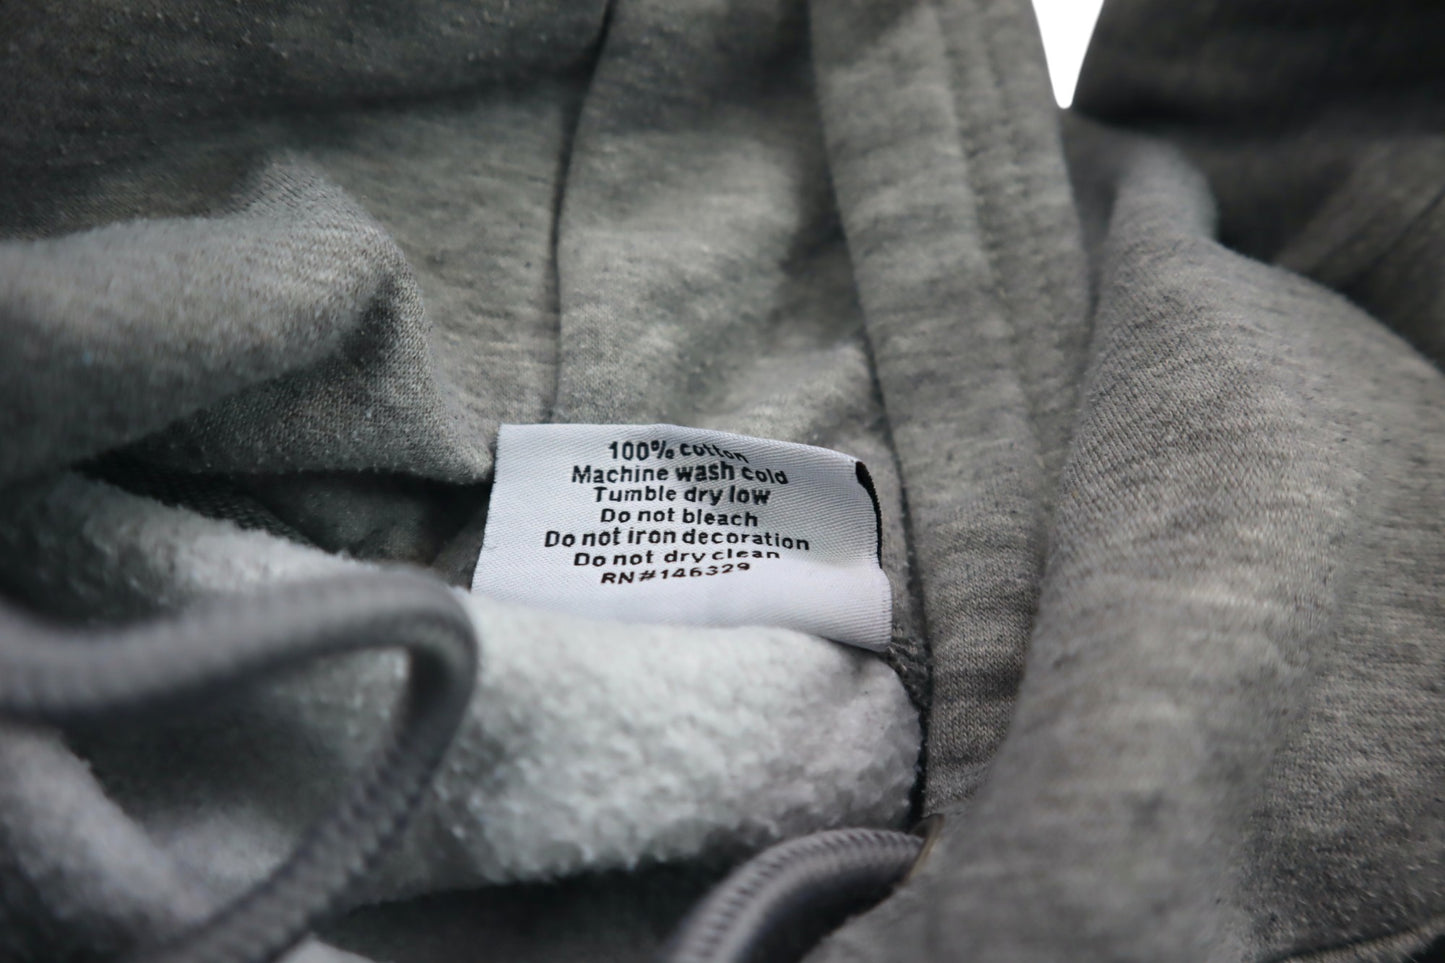 100% cotton
Machine wash cold
Tumble dry low
Do not bleach
Do not iron decoration
Do not dry clean
RN#146329